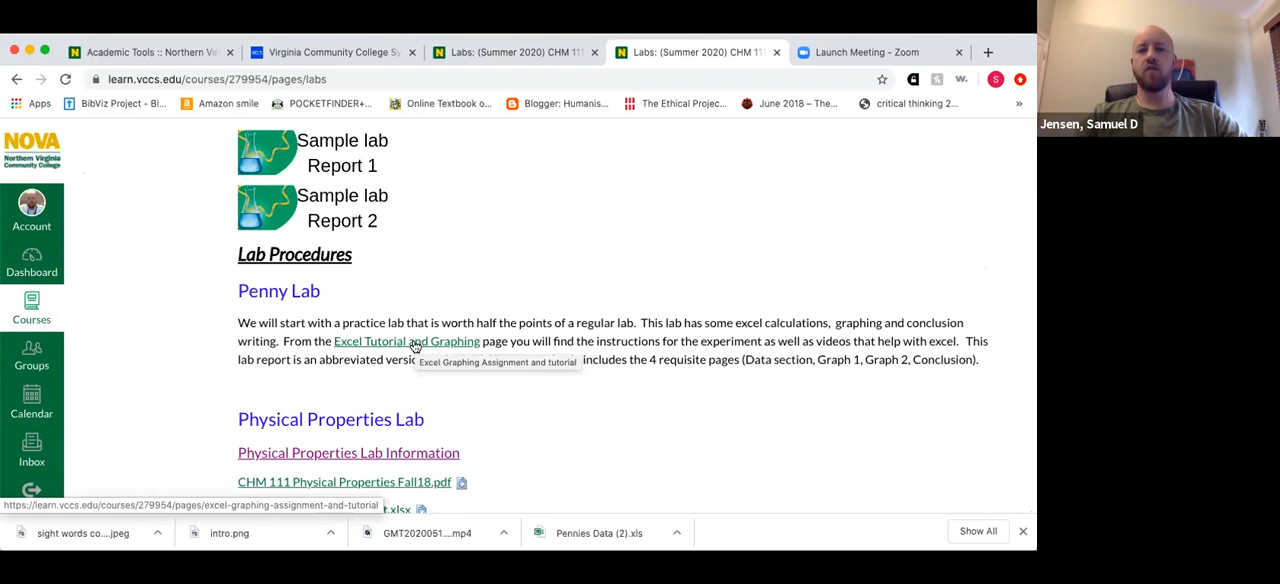 Academic Tools :: Northern Vir
Virginia Community College Sy
Labs: (Summer 2020) CHM 111
Labs: (Summer 2020) CHM 111
Launch Meeting - Zoom
learn.vccs.edu/courses/279954/pages/labs
Apps
BibViz Project - Bi...
Amazon smile
POCKETFINDER+...
Online Textbook o...
Blogger: Humanis...
The Ethical Projec...
June 2018 – The...
critical thinking 2...
»
S
W.
Jensen, Samuel D
NOVA
Northern Virginia
Community College
Account
Dashboard
Courses
Groups
Calendar
Inbox
Sample lab
Report 1
Sample lab
Report 2
Lab Procedures
Penny Lab
We will start with a practice lab that is worth half the points of a regular lab. This lab has some excel calculations, graphing and conclusion
writing. From the Excel Tutorial and Graphing page you will find the instructions for the experiment as well as videos that help with excel. This
lab report is an abbreviated includes the 4 requisite pages (Data section, Graph 1, Graph 2, Conclusion).
Excel Graphing Assignment and tutorial
Physical Properties Lab
Physical Properties Lab Information
CHM 111 Physical Properties Fall18.pdf
t.xlsx
https://learn.vccs.edu/courses/279954/pages/excel-graphing-assignment-and-tutorial
sight words co....jpeg
intro.png
GMT2020051....mp4
Pennies Data (2).xls
Show All